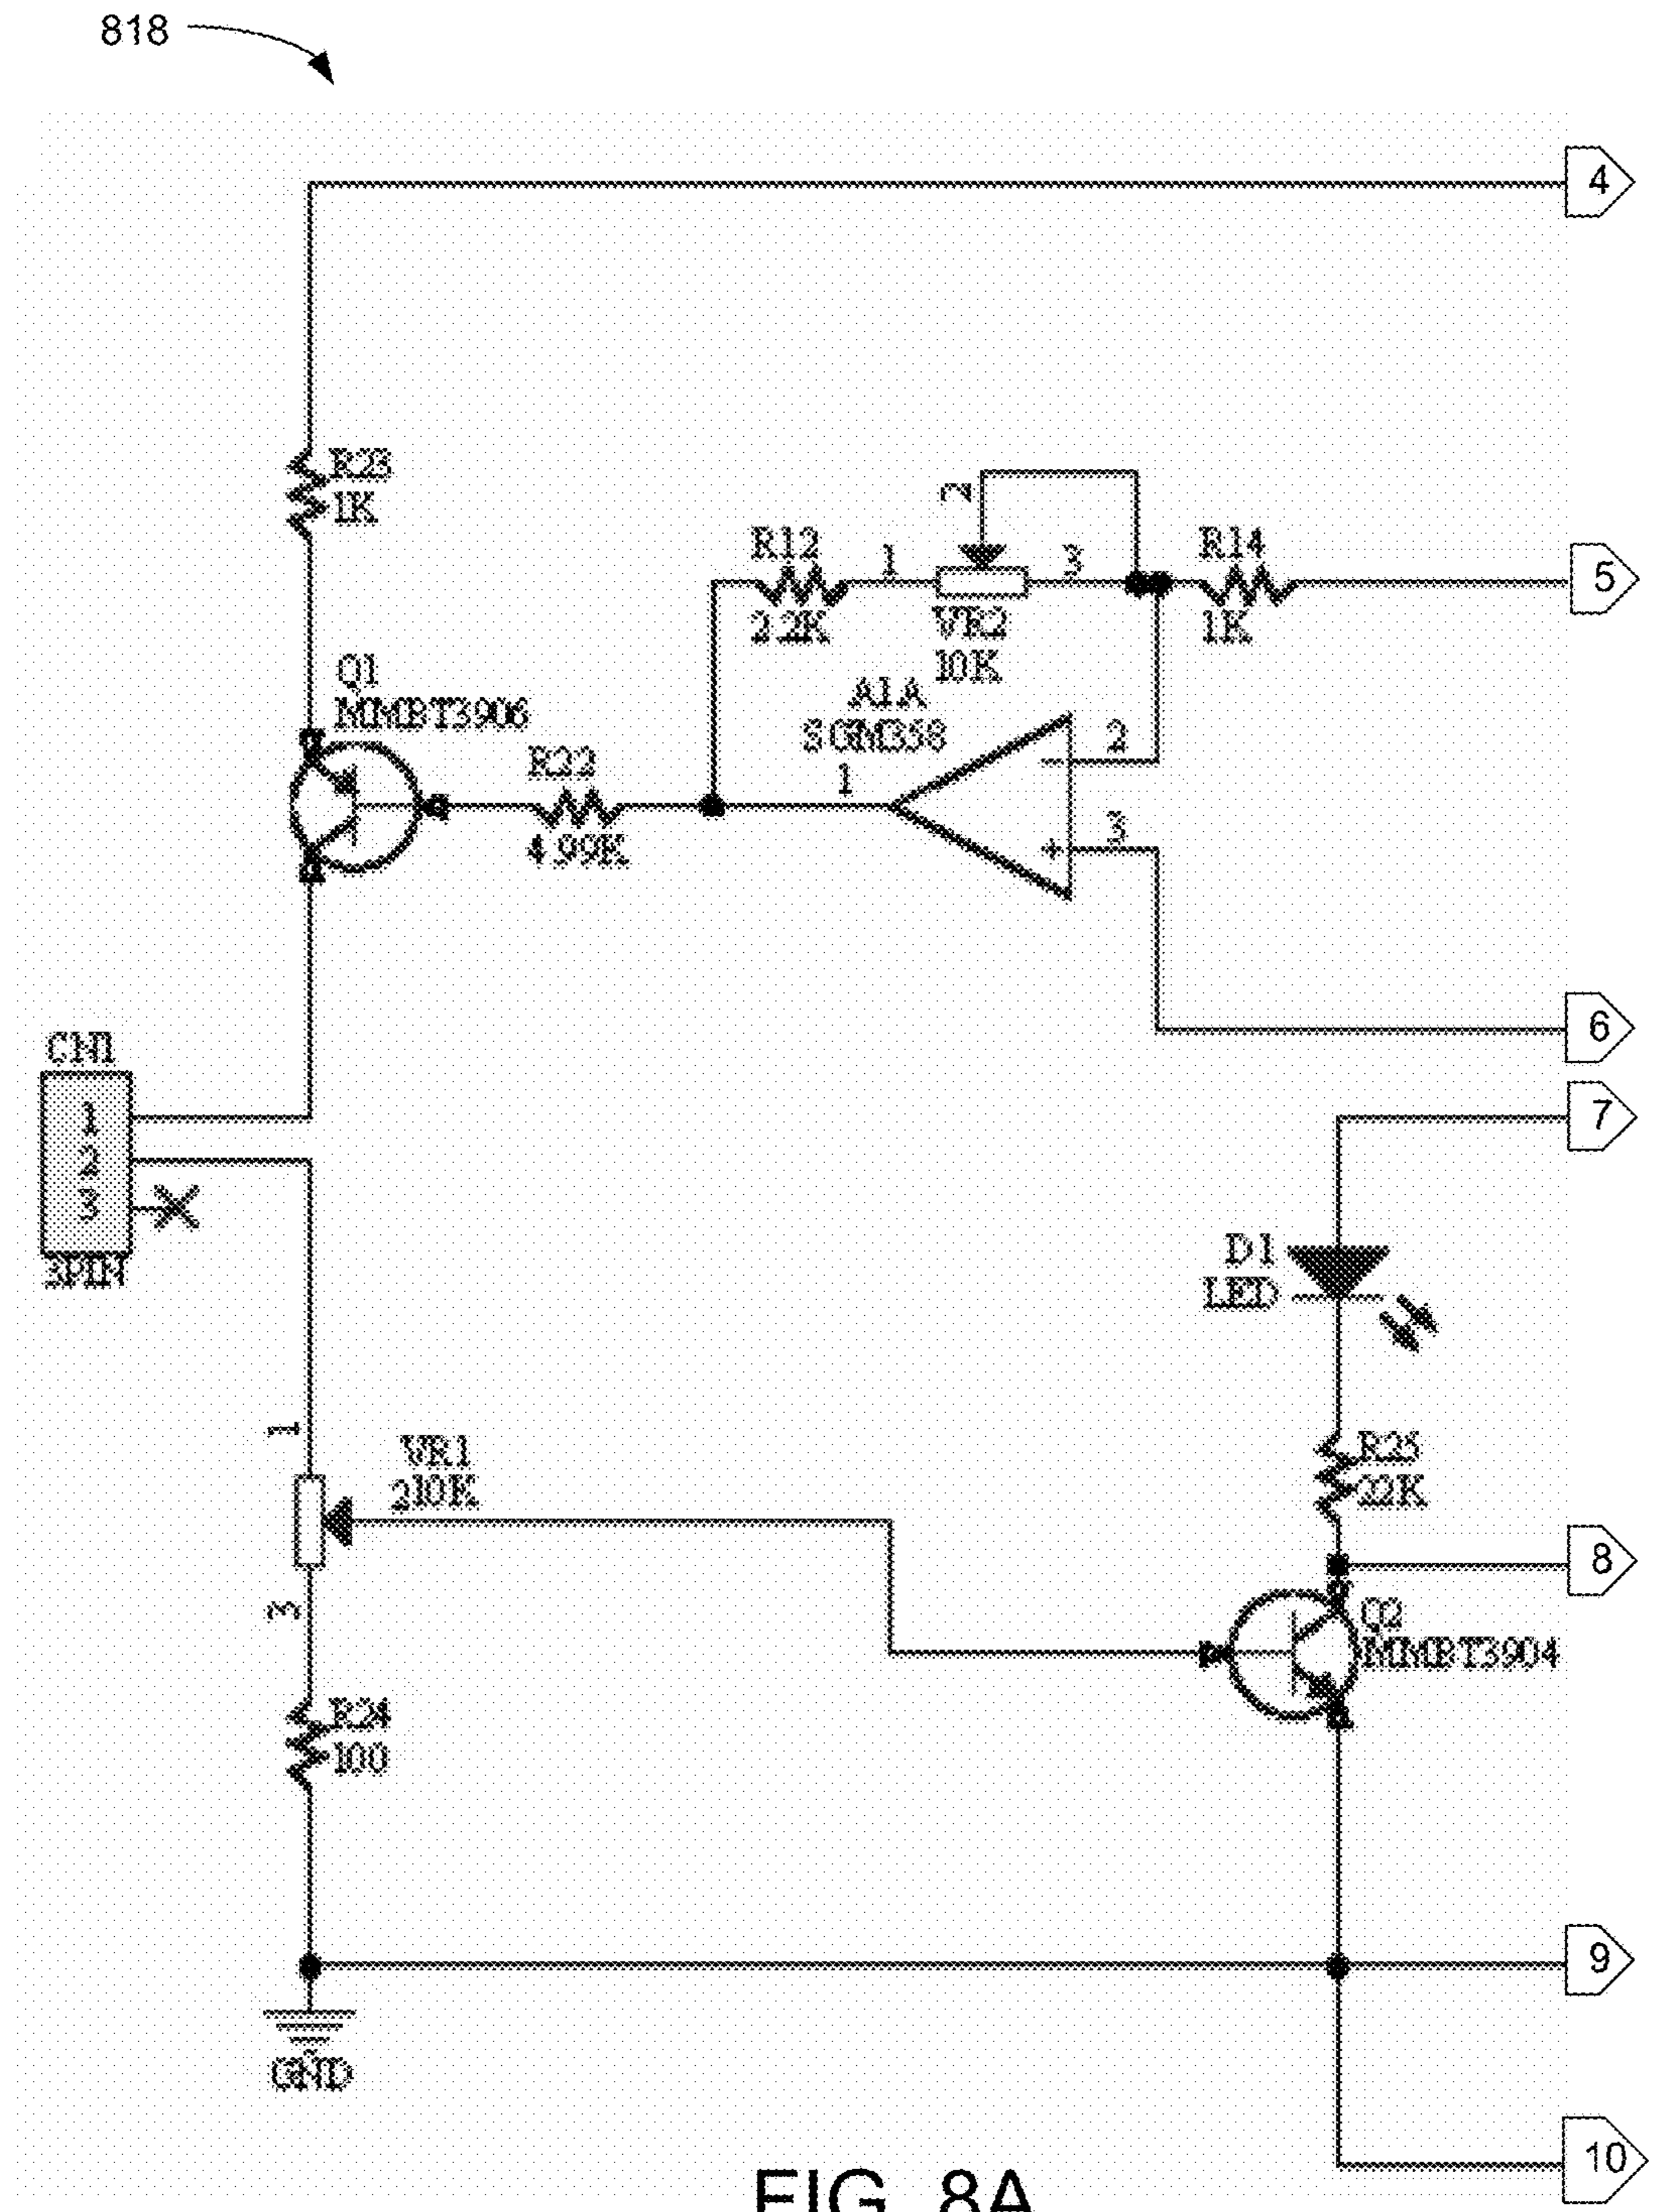 818
4
R23
1K
2
R12
1
3
R14
5
2.2K
VR2
1K
10K
Q1
MMBT3906
A1A
SGM358
R22
1
2
4.99K
3
6
CN1
1
7
2
3
3PIN
D1
LED
1
VR1
2 10K
R25
22K
8
3
Q2
MMBT3904
R24
100
9
GND
10
FIG. 8A